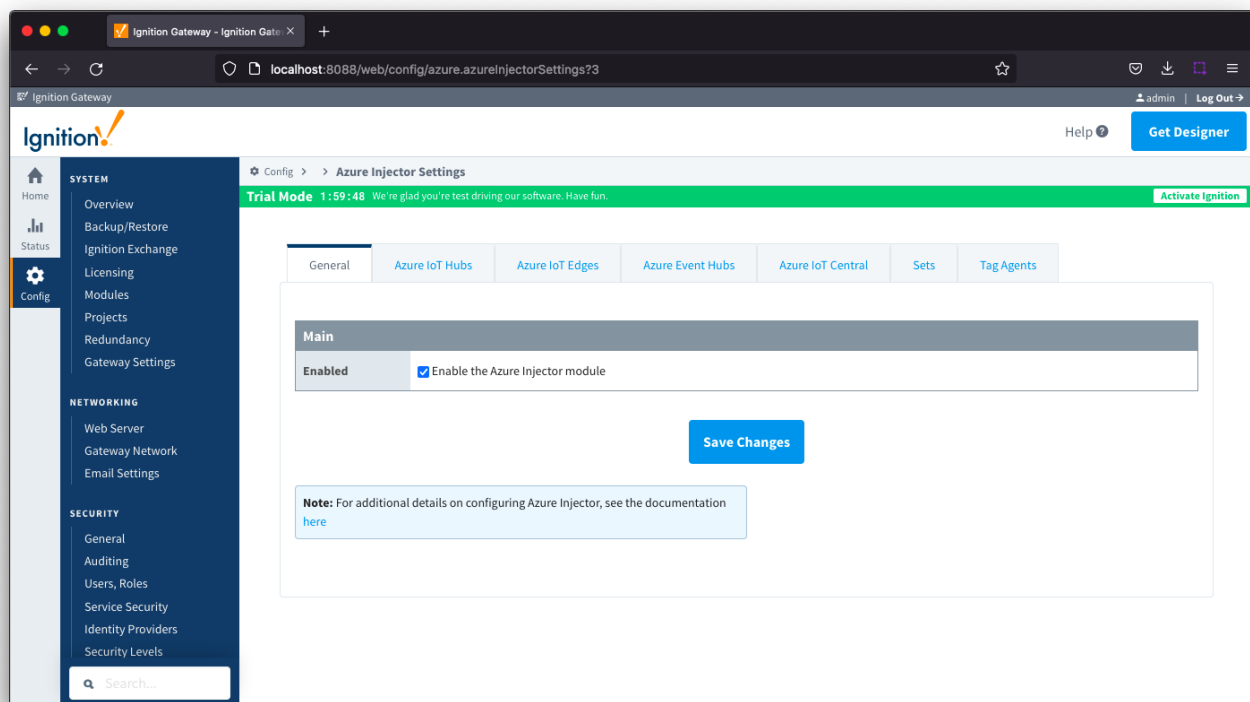 Ignition Gateway - Ignition Gate
localhost:8088/web/config/azure.azureInjectorSettings?3
Ignition Gateway
admin | Log Out
Ignition!
Help
Get Designer
Home
Status
Config
SYSTEM
Overview
Backup/Restore
Ignition Exchange
Licensing
Modules
Projects
Redundancy
Gateway Settings
NETWORKING
Web Server
Gateway Network
Email Settings
SECURITY
General
Auditing
Users, Roles
Service Security
Identity Providers
Security Levels
Search...
Config > > Azure Injector Settings
Trial Mode 1:59:48 We're glad you're test driving our software. Have fun.
Activate Ignition
General Azure IoT Hubs Azure IoT Edges Azure Event Hubs Azure IoT Central Sets Tag Agents
Main
Enabled Enable the Azure Injector module
Save Changes
Note: For additional details on configuring Azure Injector, see the documentation
here